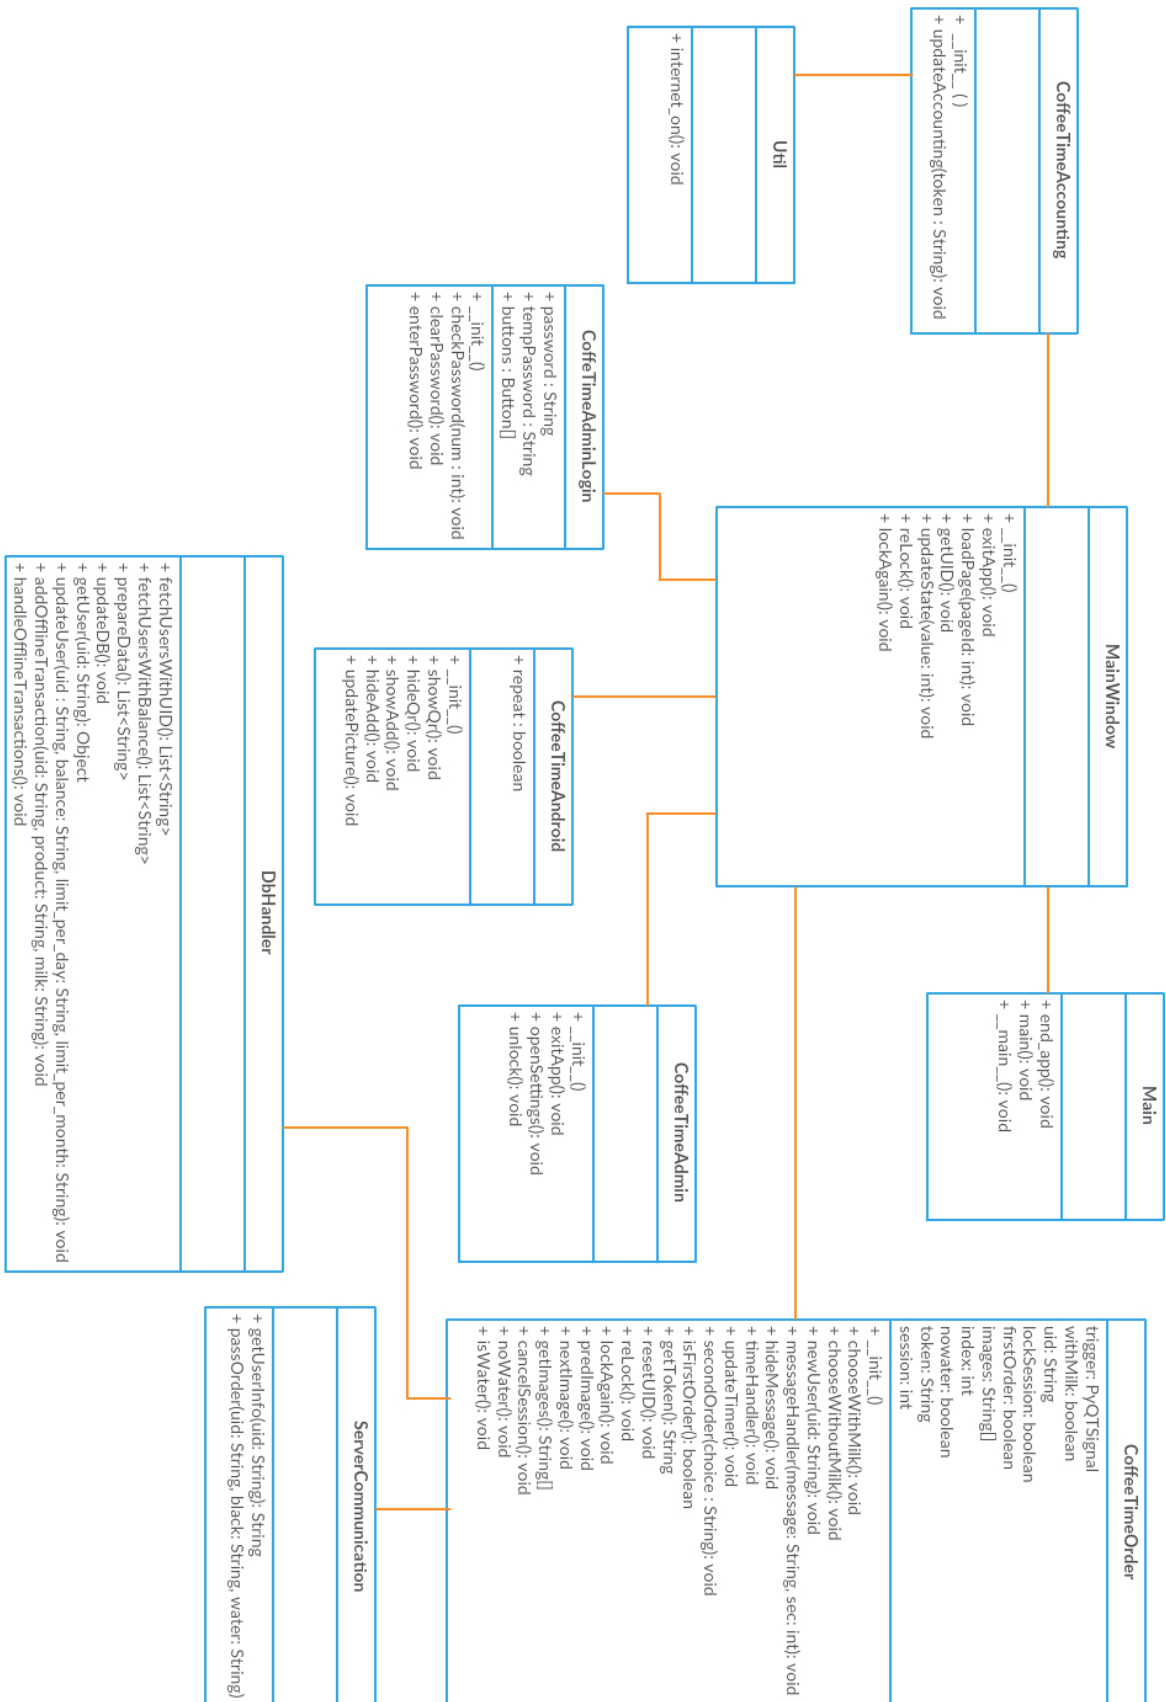 CoffeeTimeAccounting
+ __init__ ( )
+ updateAccounting(token : String): void
Util
+ internet_on(): void
MainWindow
+ __init__()
+ exitApp(): void
+ loadPage(pageId: int): void
+ getUID(): void
+ updateState(value: int): void
+ reLock(): void
+ lockAgain(): void
Main
+ end_app(): void
+ main(): void
+ __main__(): void
CoffeTimeAdminLogin
+ password : String
+ tempPassword : String
+ buttons : Button[]
+ __init__()
+ checkPassword(num : int): void
+ clearPassword(): void
+ enterPassword(): void
CoffeeTimeAndroid
+ repeat : boolean
+ __init__()
+ showQr(): void
+ hideQr(): void
+ showAdd(): void
+ hideAdd(): void
+ updatePicture(): void
CoffeeTimeAdmin
+ __init__()
+ exitApp(): void
+ openSettings(): void
+ unlock(): void
CoffeeTimeOrder
trigger: PyQTSignal
withMilk: boolean
uid: String
lockSession: boolean
firstOrder: boolean
images: String[]
index: int
nowater: boolean
token: String
session: int
+ __init__()
+ chooseWithMilk(): void
+ chooseWithoutMilk(): void
+ newUser(uid: String): void
+ messageHandler(message: String, sec: int): void
+ hideMessage(): void
+ timeHandler(): void
+ updateTimer(): void
+ secondOrder(choice : String): void
+ isFirstOrder(): boolean
+ getToken(): String
+ resetUID(): void
+ reLock(): void
+ lockAgain(): void
+ predImage(): void
+ nextImage(): void
+ getImages(): String[]
+ cancelSession(): void
+ noWater(): void
+ isWater(): void
DbHandler
+ fetchUsersWithUID(): List<String>
+ fetchUsersWithBalance(): List<String>
+ prepareData(): List<String>
+ updateDB(): void
+ getUser(uid: String): Object
+ updateUser(uid : String, balance: String, limit_per_day: String, limit_per_month: String): void
+ addOfflineTransaction(uid: String, product: String, milk: String): void
+ handleOfflineTransactions(): void
ServerCommunication
+ getUserInfo(uid: String): String
+ passOrder(uid: String, black: String, water: String)